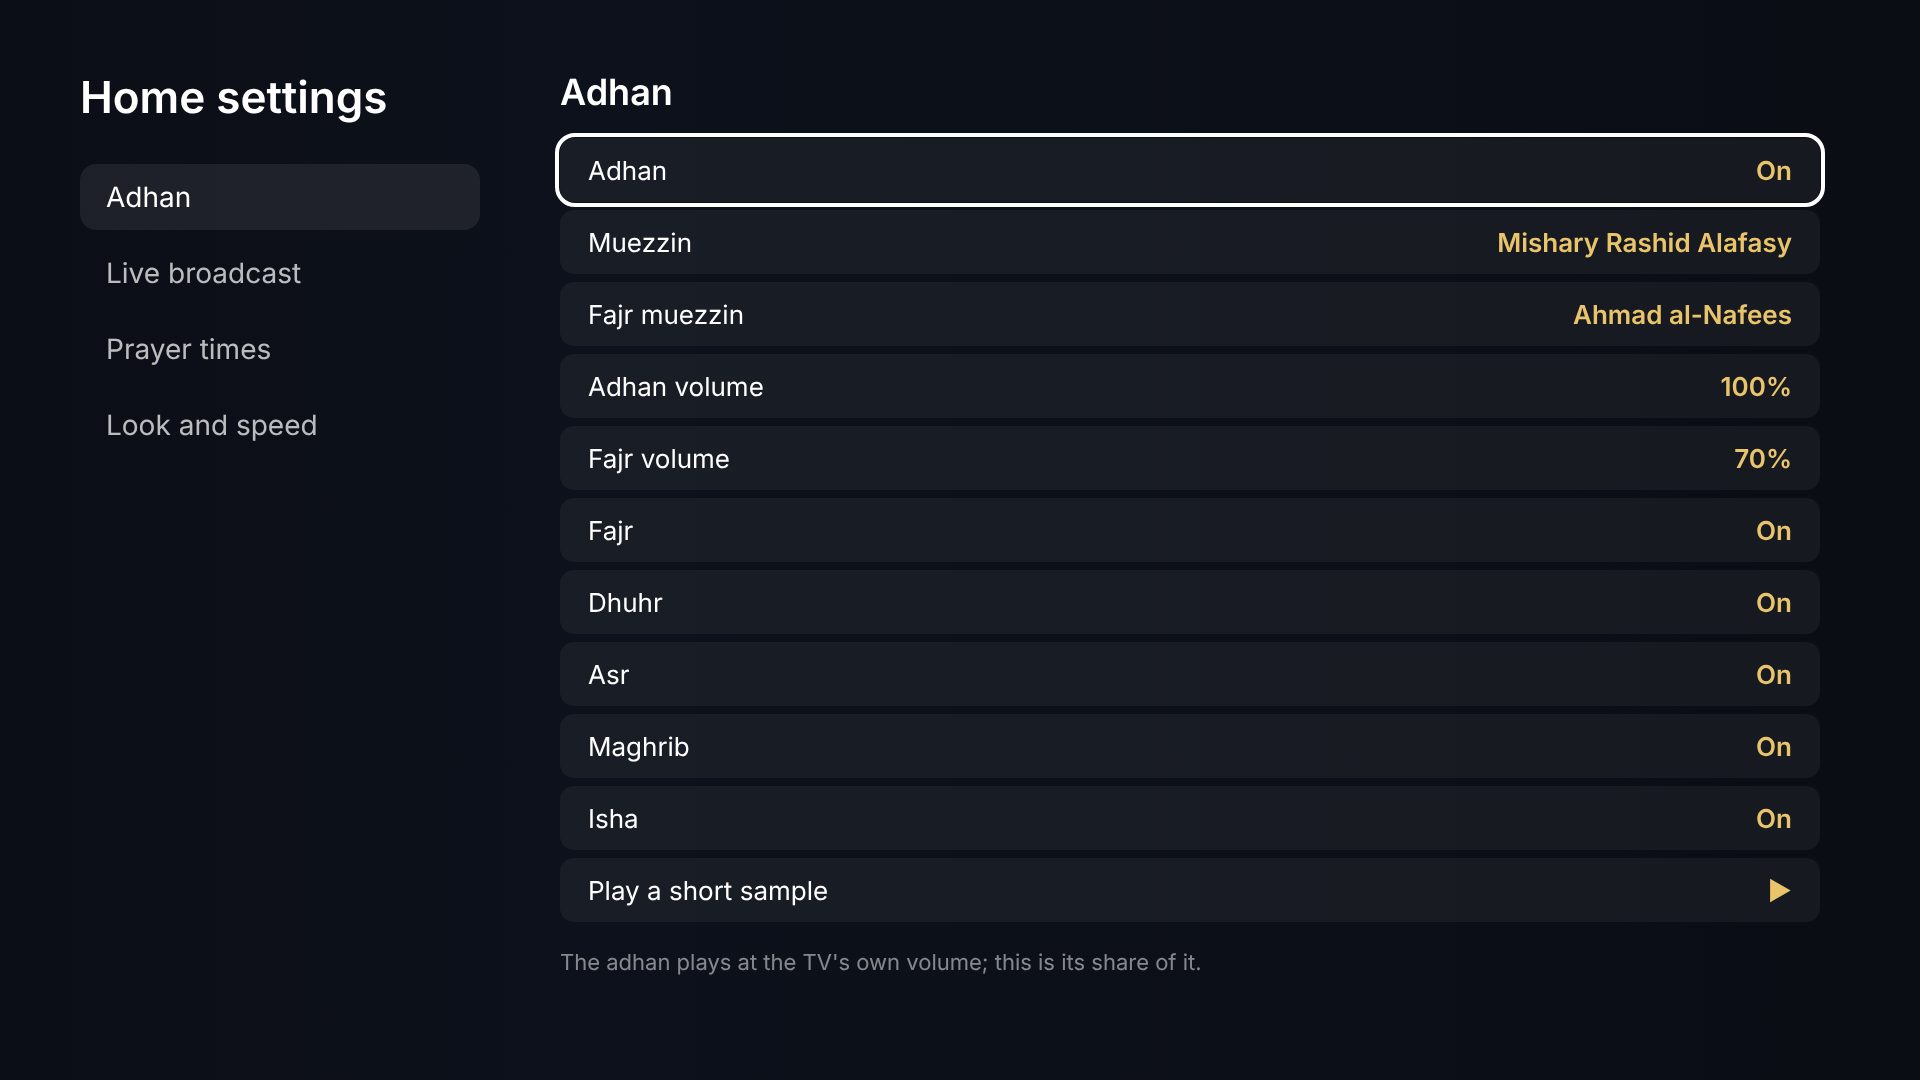 Home settings
Adhan
Live broadcast
Prayer times
Look and speed
Adhan
Adhan On
Muezzin Mishary Rashid Alafasy
Fajr muezzin Ahmad al-Nafees
Adhan volume 100%
Fajr volume 70%
Fajr On
Dhuhr On
Asr On
Maghrib On
Isha On
Play a short sample
The adhan plays at the TV's own volume; this is its share of it.